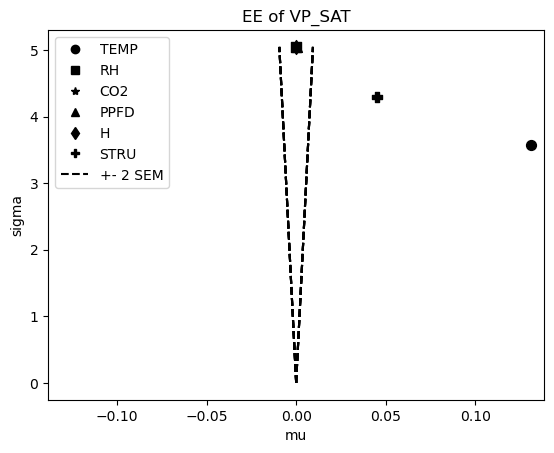 EE of VP_SAT
TEMP
RH
CO2
PPFD
H
STRU
+- 2 SEM
5
4
3
2
1
0
sigma
−0.10
−0.05
0.00
0.05
0.10
mu